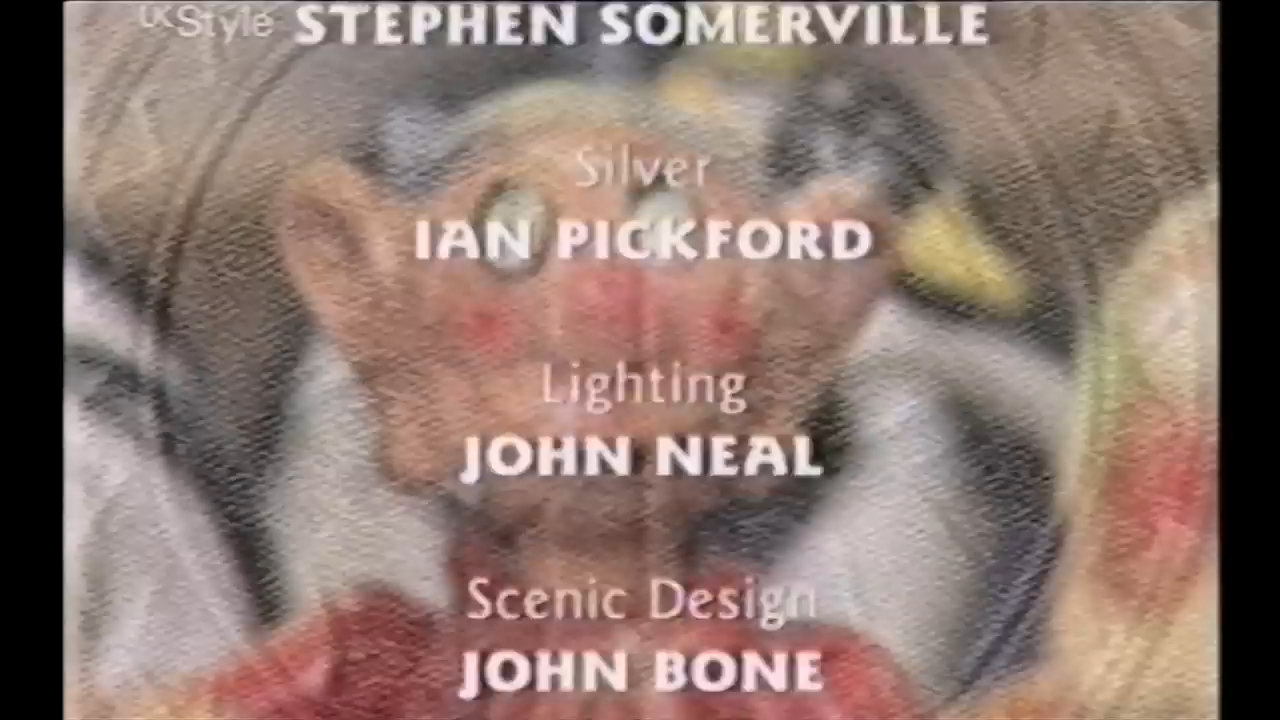 UKStyle
STEPHEN SOMERVILLE
Silver
IAN PICKFORD
Lighting
JOHN NEAL
Scenic Design
JOHN BONE